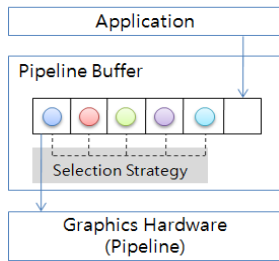 Application
Pipeline Buffer
Selection Strategy
Graphics Hardware
(Pipeline)